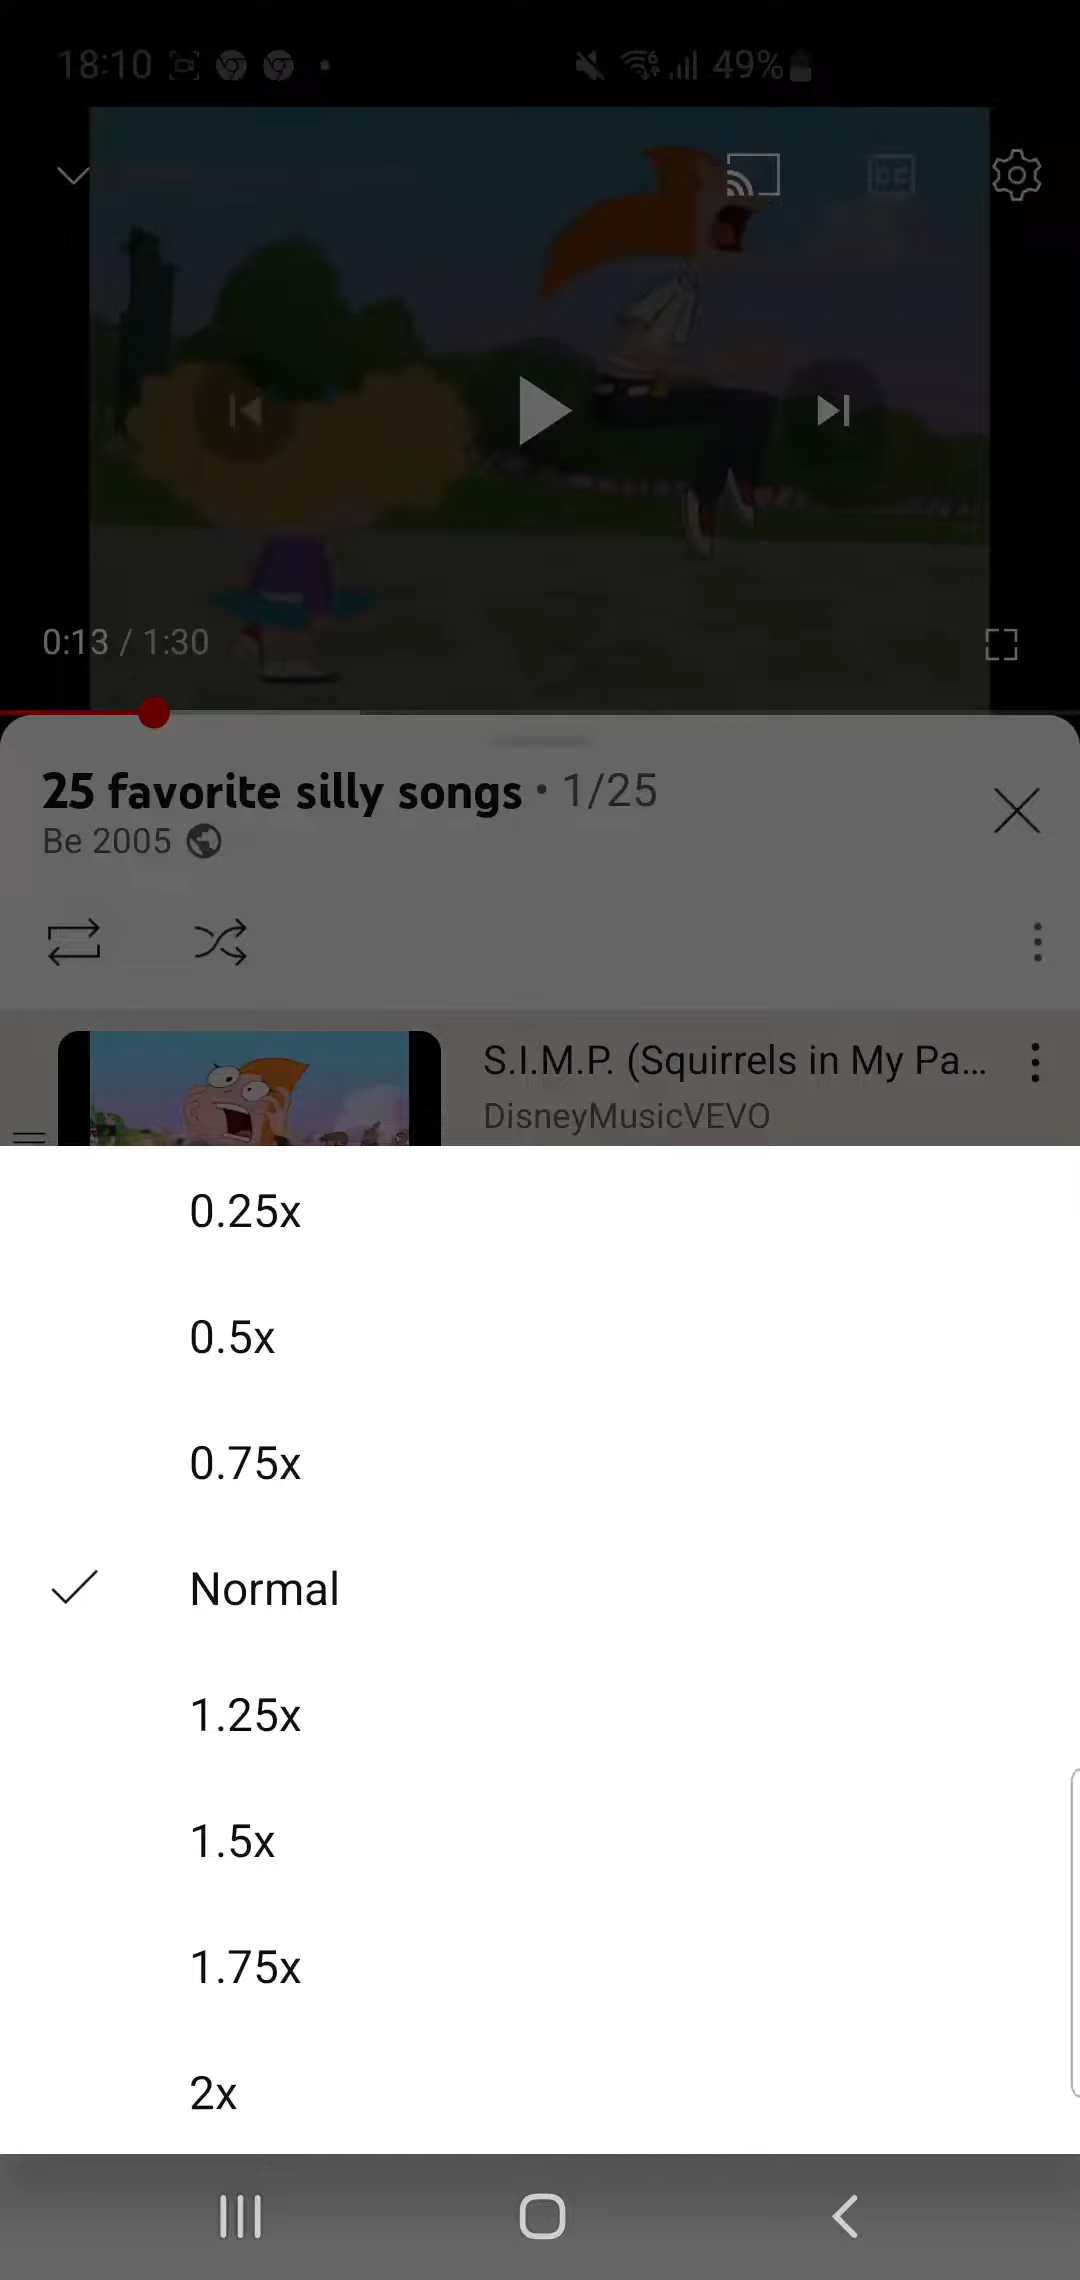 18:10 49%
CC
0:13 / 1:30
25 favorite silly songs • 1/25
Be 2005
S.I.M.P. (Squirrels in My Pa...
DisneyMusicVEVO
0.25x
0.5x
0.75x
Normal
1.25x
1.5x
1.75x
2x